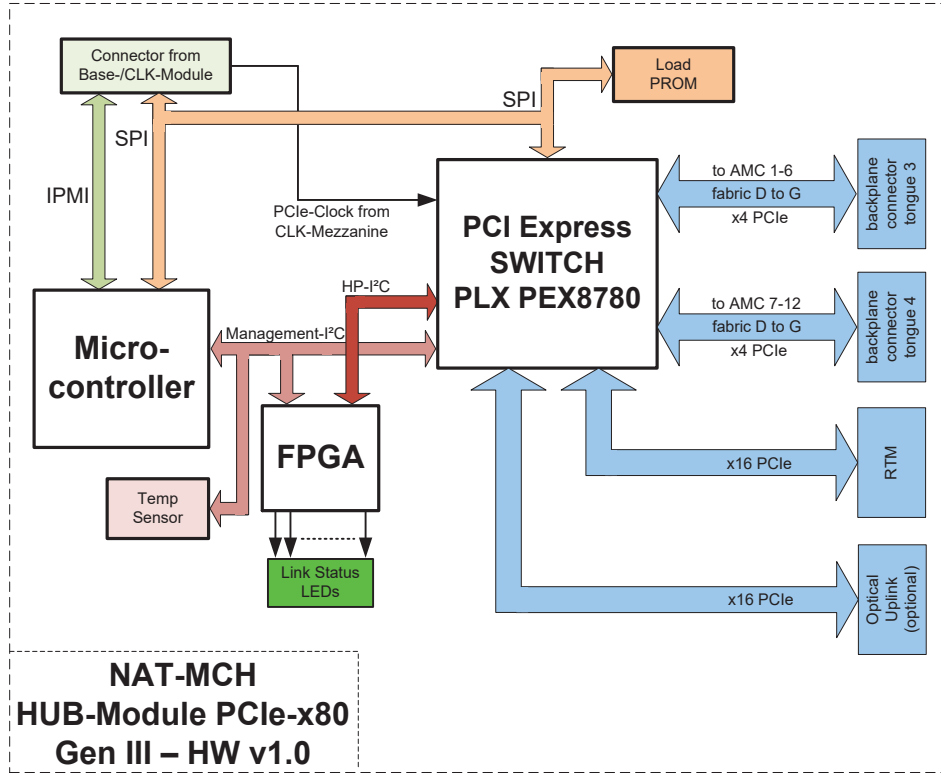 Connector from
Base-/CLK-Module
Load
PROM
SPI
SPI
IPMI
PCIe-Clock from
CLK-Mezzanine
PCI Express
SWITCH
PLX PEX8780
to AMC 1-6
fabric D to G
x4 PCIe
backplane
connector
tongue 3
HP-I²C
Management-I²C
to AMC 7-12
fabric D to G
x4 PCIe
backplane
connector
tongue 4
Micro-
controller
FPGA
x16 PCIe
RTM
Temp
Sensor
Link Status
LEDs
x16 PCIe
Optical
Uplink
(optional)
NAT-MCH
HUB-Module PCIe-x80
Gen III – HW v1.0